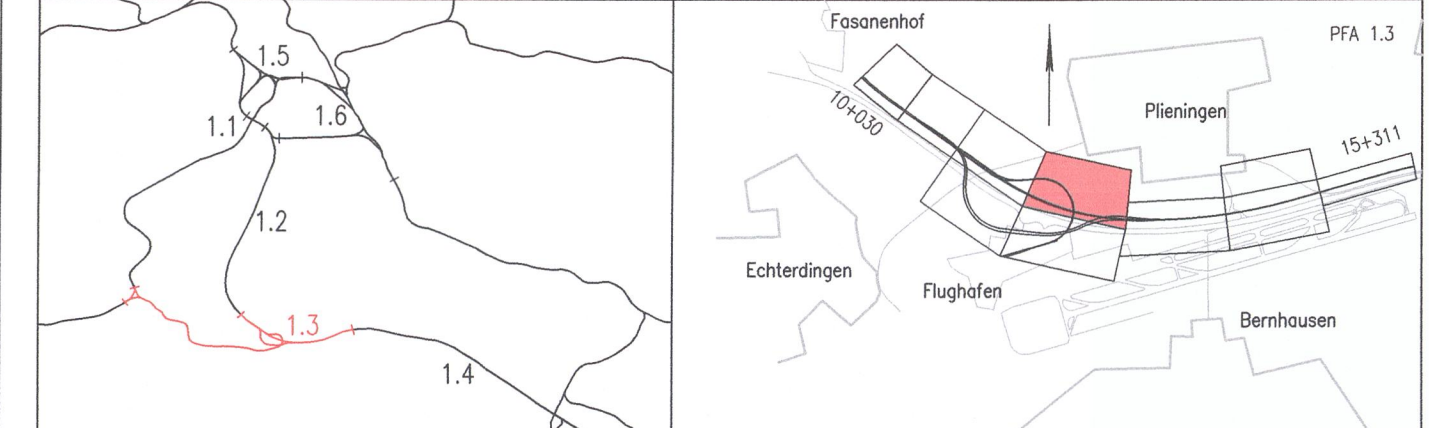 1.5
1.6
1.1
1.2
1.3
1.4
Fasanenhof
PFA 1.3
10+030
Plieningen
15+311
Echterdingen
Flughafen
Bernhausen